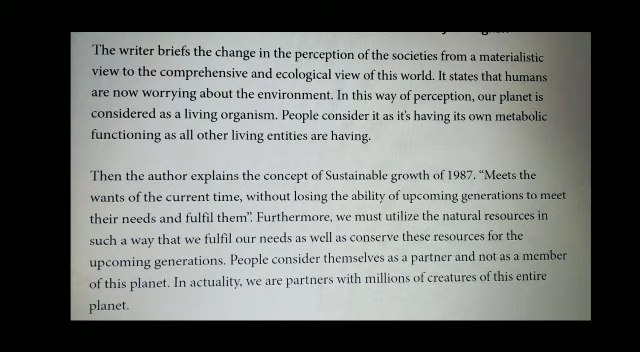 The writer briefs the change in the perception of the societies from a materialistic
view to the comprehensive and ecological view of this world. It states that humans
are now worrying about the environment. In this way of perception, our planet is
considered as a living organism. People consider it as it's having its own metabolic
functioning as all other living entities are having.
Then the author explains the concept of Sustainable growth of 1987. “Meets the
wants of the current time, without losing the ability of upcoming generations to meet
their needs and fulfil them”. Furthermore, we must utilize the natural resources in
such a way that we fulfil our needs as well as conserve these resources for the
upcoming generations. People consider themselves as a partner and not as a member
of this planet. In actuality, we are partners with millions of creatures of this entire
planet.